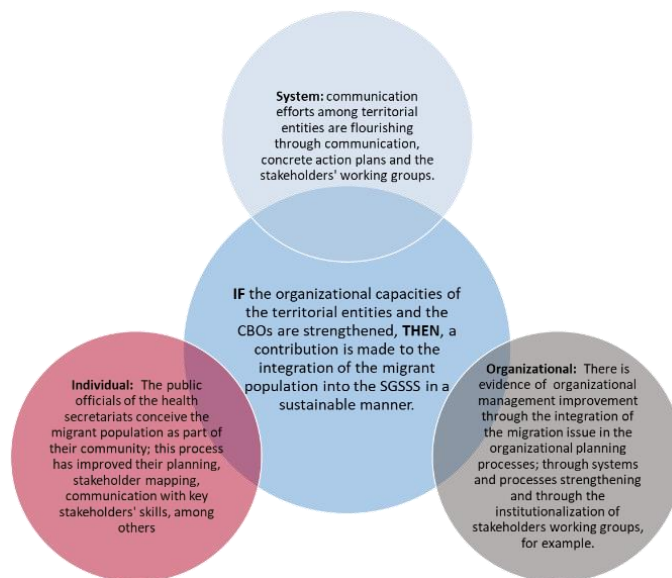 System: communication
efforts among territorial
entities are flourishing
through communication,
concrete action plans and the
stakeholders' working groups.
IF the organizational capacities of
the territorial entities and the
CBOs are strengthened, THEN, a
contribution is made to the
integration of the migrant
population into the SGSSS in a
sustainable manner.
Individual: The public
officials of the health
secretariats conceive the
migrant population as part of
their community; this process
has improved their planning,
stakeholder mapping,
communication with key
stakeholders' skills, among
others
Organizational: There is
evidence of organizational
management improvement
through the integration of
the migration issue in the
organizational planning
processes; through systems
and processes strengthening
and through the
institutionalization of
stakeholders working groups,
for example.